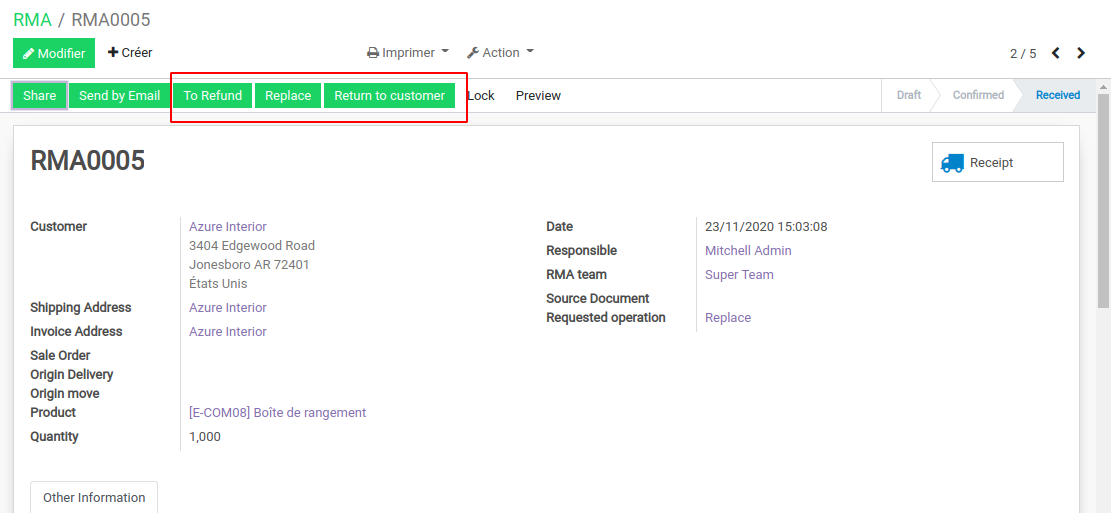 RMA / RMA0005
Modifier Créer Imprimer Action 2 / 5
Share Send by Email To Refund Replace Return to customer Lock Preview Draft Confirmed Received
RMA0005
Receipt
Customer Azure Interior
3404 Edgewood Road
Jonesboro AR 72401
États Unis
Shipping Address Azure Interior
Invoice Address Azure Interior
Sale Order
Origin Delivery
Origin move
Product [E-COM08] Boîte de rangement
Quantity 1,000
Date 23/11/2020 15:03:08
Responsible Mitchell Admin
RMA team Super Team
Source Document
Requested operation Replace
Other Information